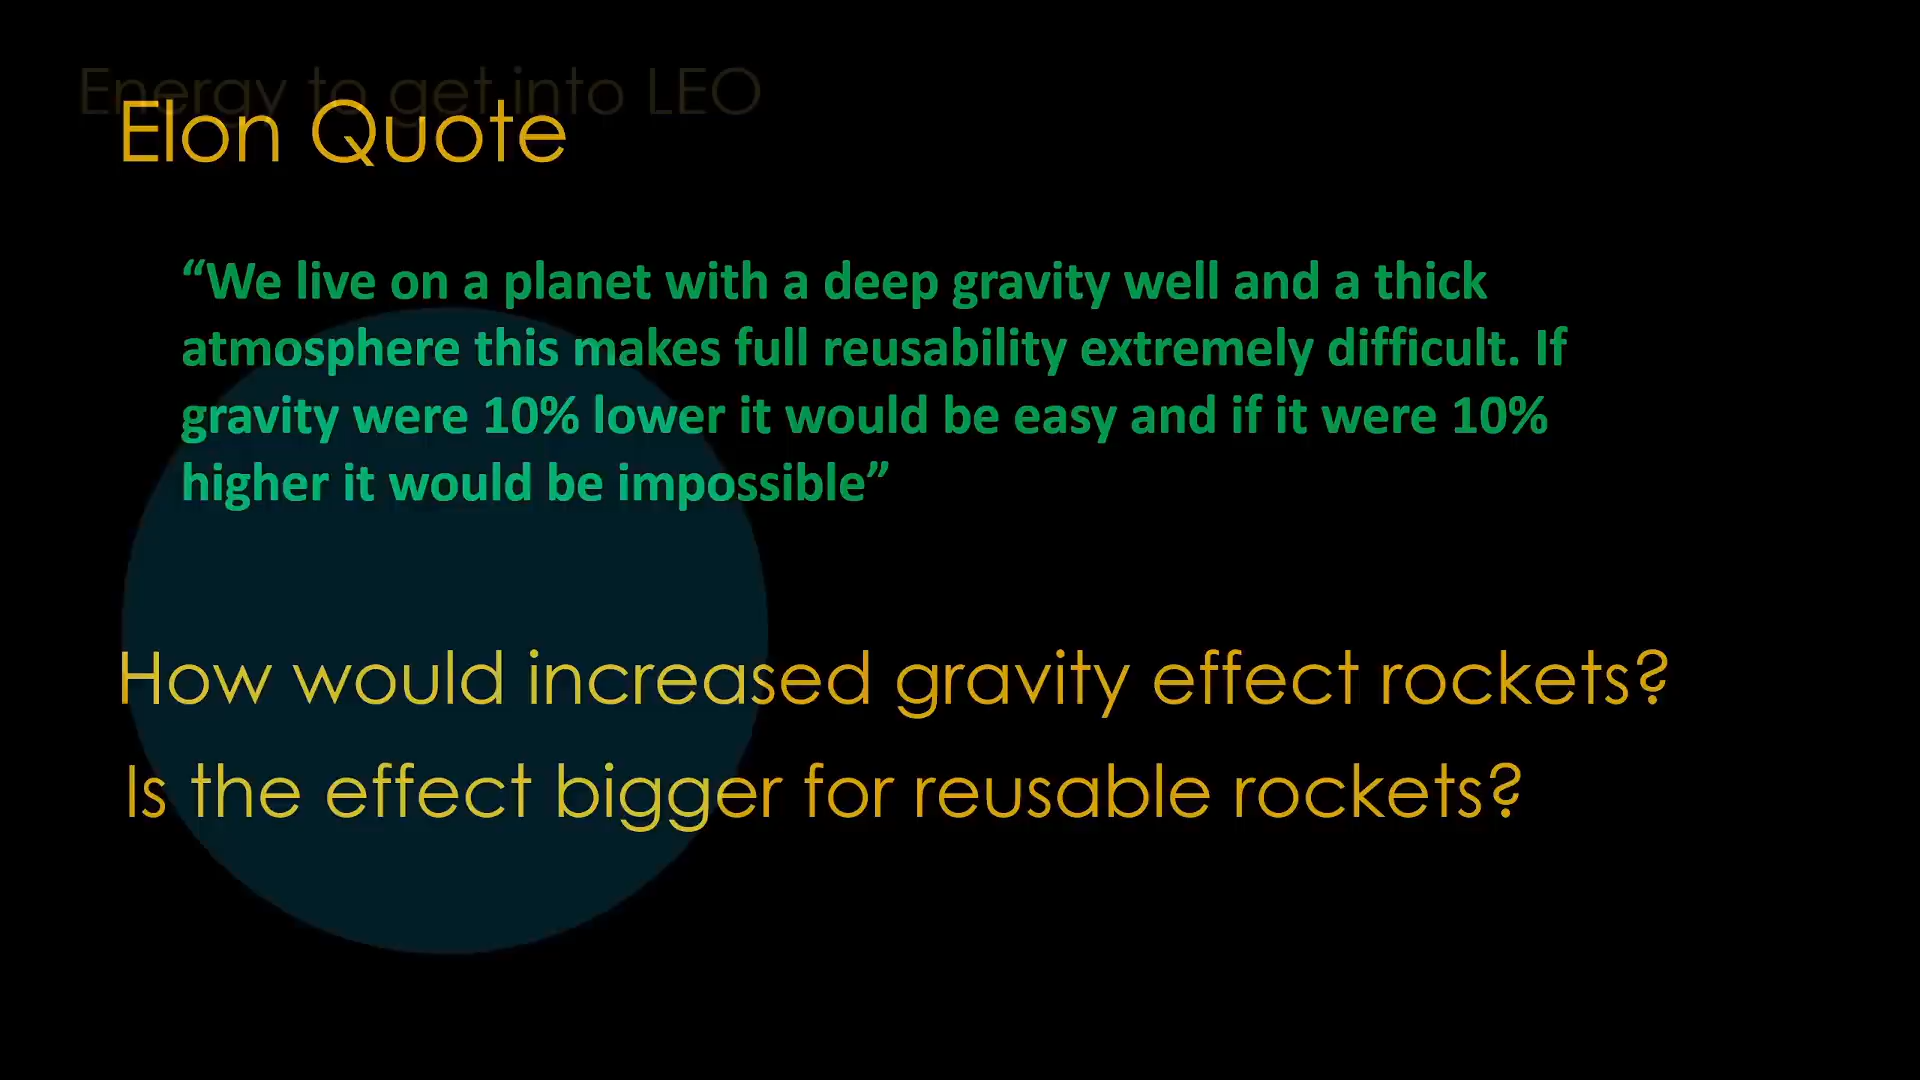 Energy to get into LEO
Elon Quote
“We live on a planet with a deep gravity well and a thick
atmosphere this makes full reusability extremely difficult. If
gravity were 10% lower it would be easy and if it were 10%
higher it would be impossible”
How would increased gravity effect rockets?
Is the effect bigger for reusable rockets?